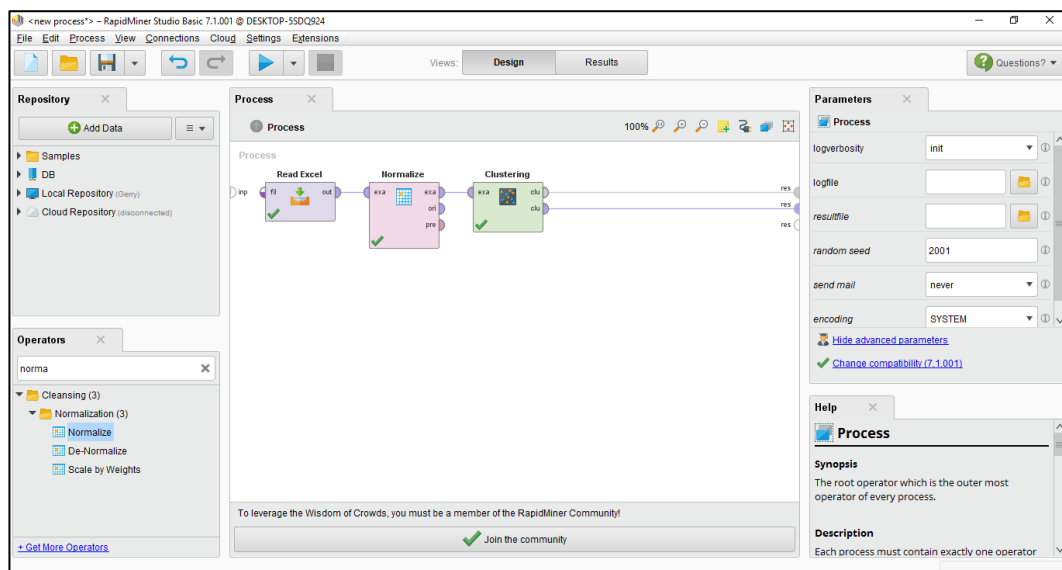 <new process*> – RapidMiner Studio Basic 7.1.001 @ DESKTOP-5SDQ924
File Edit Process View Connections Cloud Settings Extensions
Views: Design Results Questions?
Repository
Add Data
Samples
DB
Local Repository (Gerry)
Cloud Repository (disconnected)
Operators
norma
Cleansing (3)
Normalization (3)
Normalize
De-Normalize
Scale by Weights
+ Get More Operators
Process
Process
100%
Process
Read Excel Normalize Clustering
inp fil out exa exa exa clu res
ori clu res
pre res
To leverage the Wisdom of Crowds, you must be a member of the RapidMiner Community!
Join the community
Parameters
Process
logverbosity init
logfile
resultfile
random seed 2001
send mail never
encoding SYSTEM
Hide advanced parameters
Change compatibility (7.1.001)
Help
Process
Synopsis
The root operator which is the outer most
operator of every process.
Description
Each process must contain exactly one operator